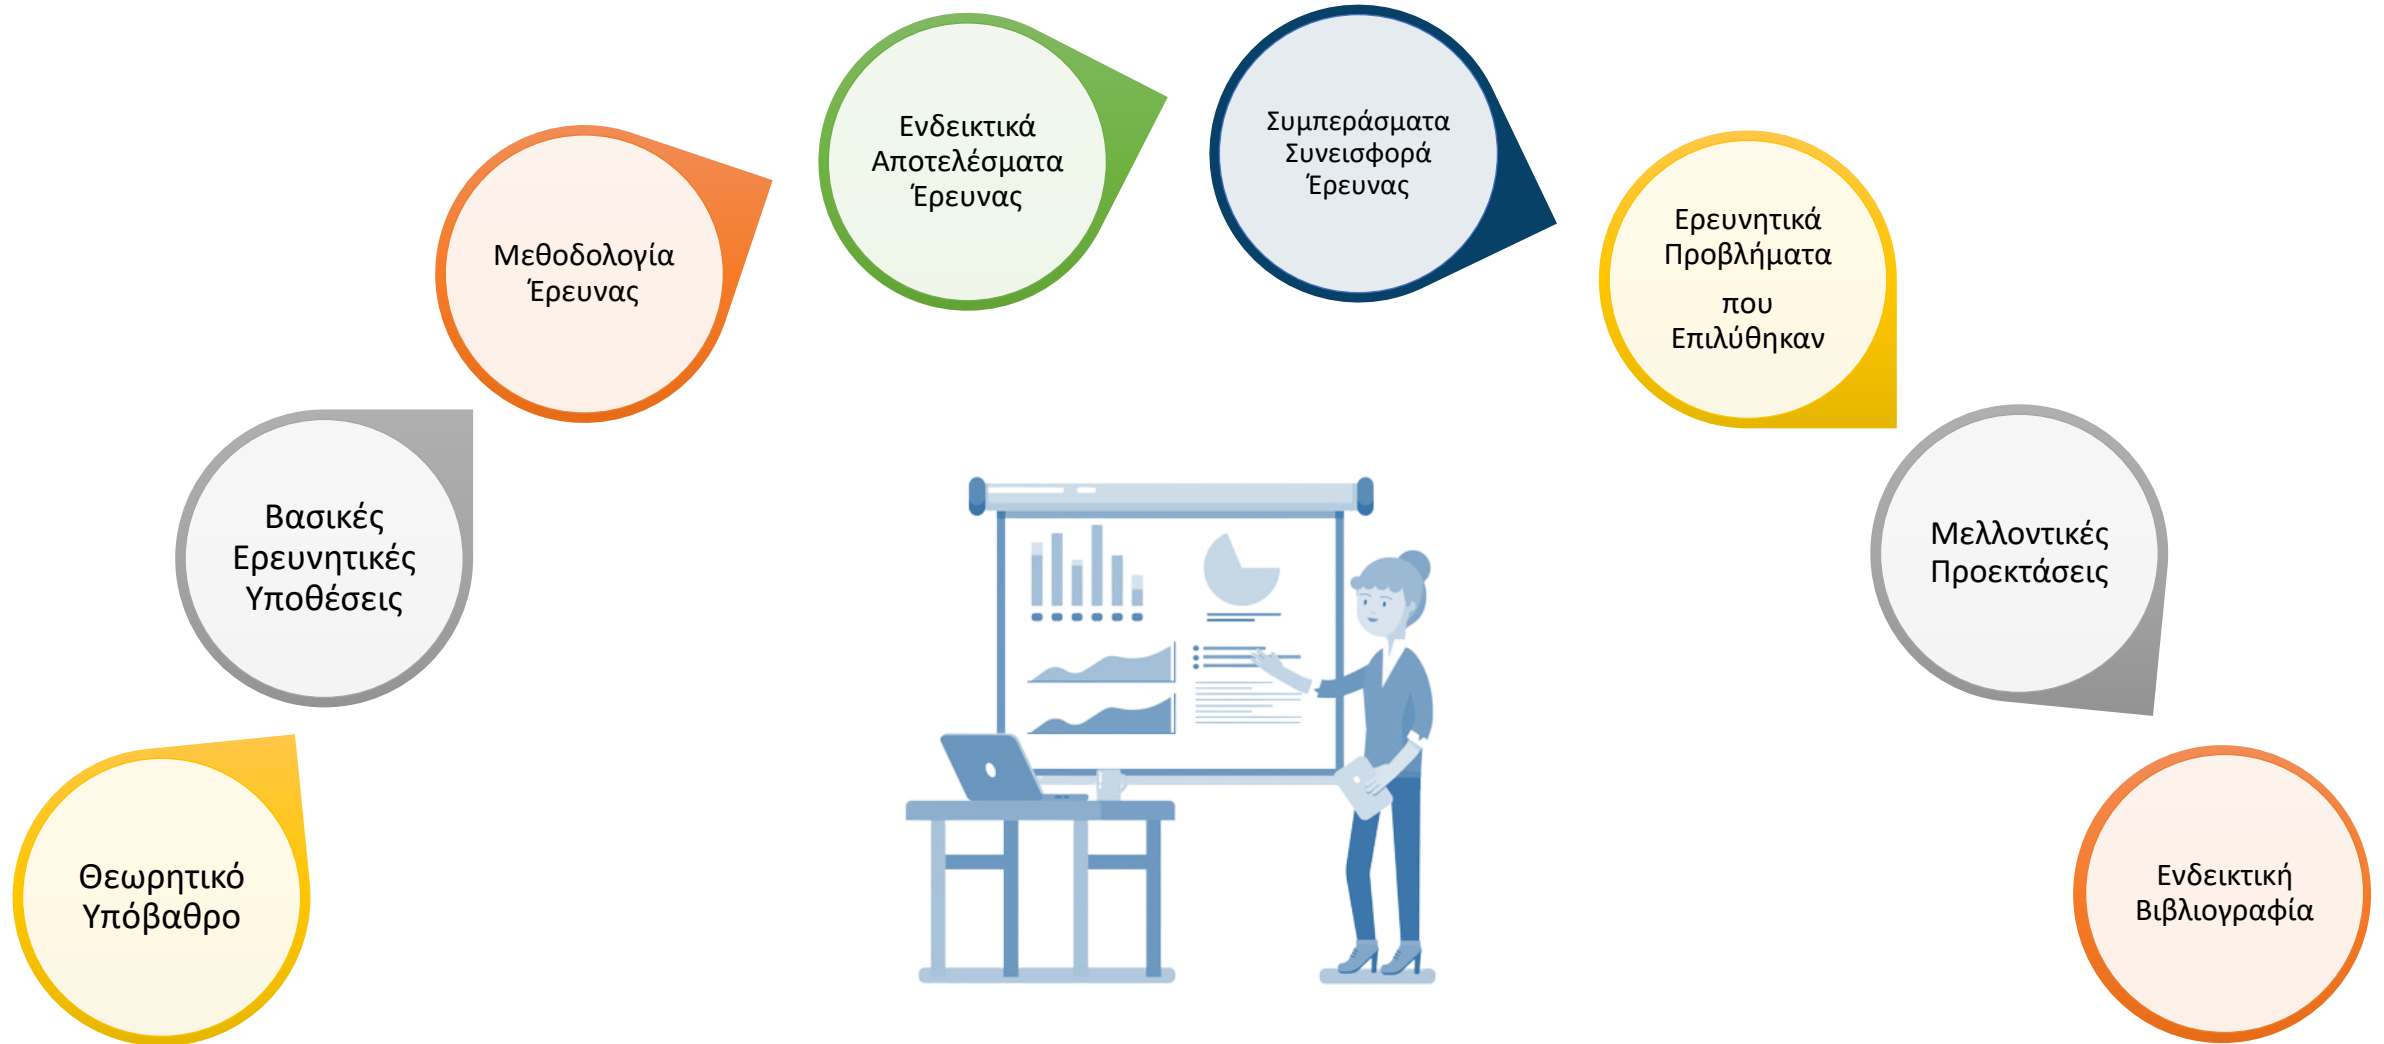 Θεωρητικό
Υπόβαθρο
Βασικές
Ερευνητικές
Υποθέσεις
Μεθοδολογία
Έρευνας
Ενδεικτικά
Αποτελέσματα
Έρευνας
Συμπεράσματα
Συνεισφορά
Έρευνας
Ερευνητικά
Προβλήματα
που
Επιλύθηκαν
Μελλοντικές
Προεκτάσεις
Ενδεικτική
Βιβλιογραφία